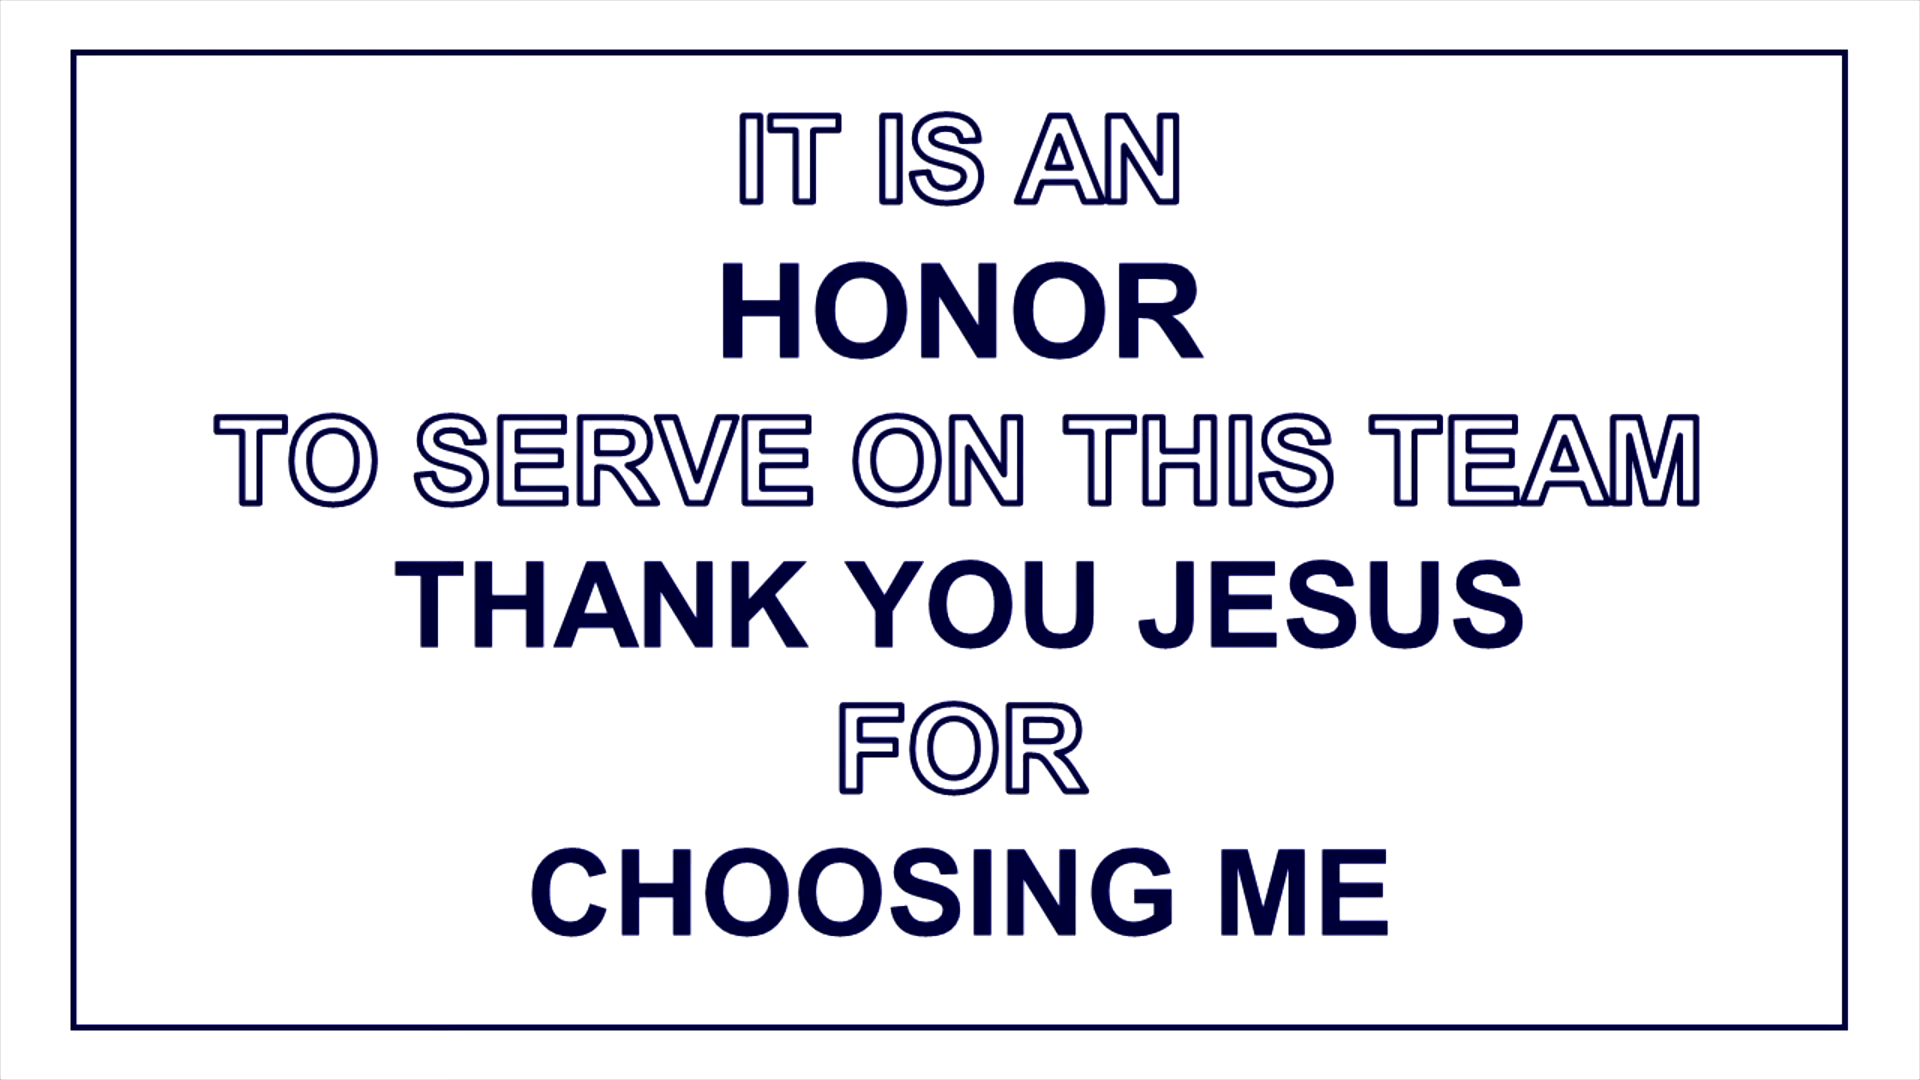 IT IS AN
HONOR
TO SERVE ON THIS TEAM
THANK YOU JESUS
FOR
CHOOSING ME